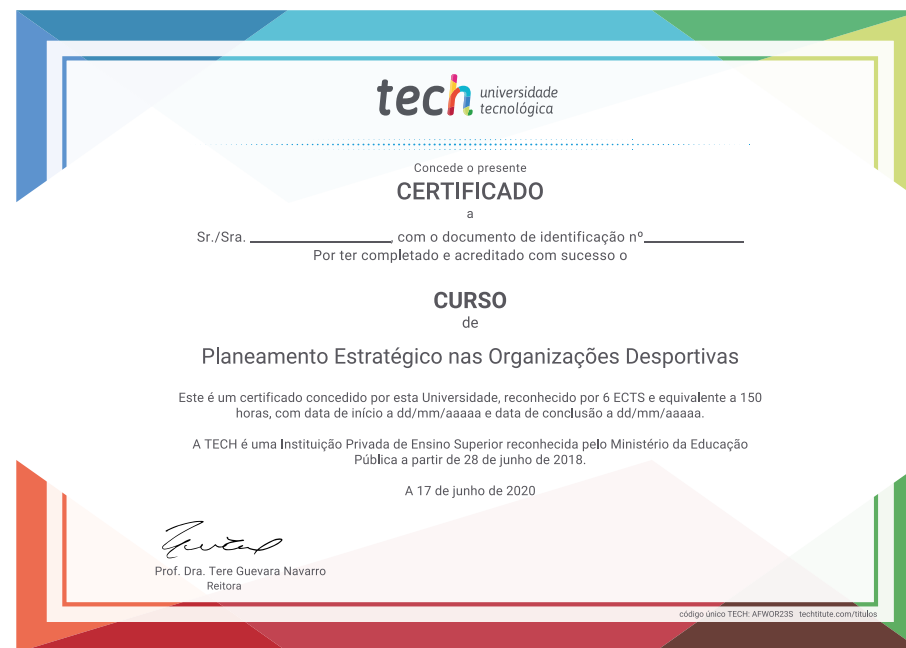 tech universidade
tecnológica
Concede o presente
CERTIFICADO
a
Sr./Sra. ________________, com o documento de identificação nº____________
Por ter completado e acreditado com sucesso o
CURSO
de
Planeamento Estratégico nas Organizações Desportivas
Este é um certificado concedido por esta Universidade, reconhecido por 6 ECTS e equivalente a 150
horas, com data de início a dd/mm/aaaaa e data de conclusão a dd/mm/aaaaa.
A TECH é uma Instituição Privada de Ensino Superior reconhecida pelo Ministério da Educação
Pública a partir de 28 de junho de 2018.
A 17 de junho de 2020
Prof. Dra. Tere Guevara Navarro
Reitora
código único TECH: AFWOR23S techtitute.com/titulos